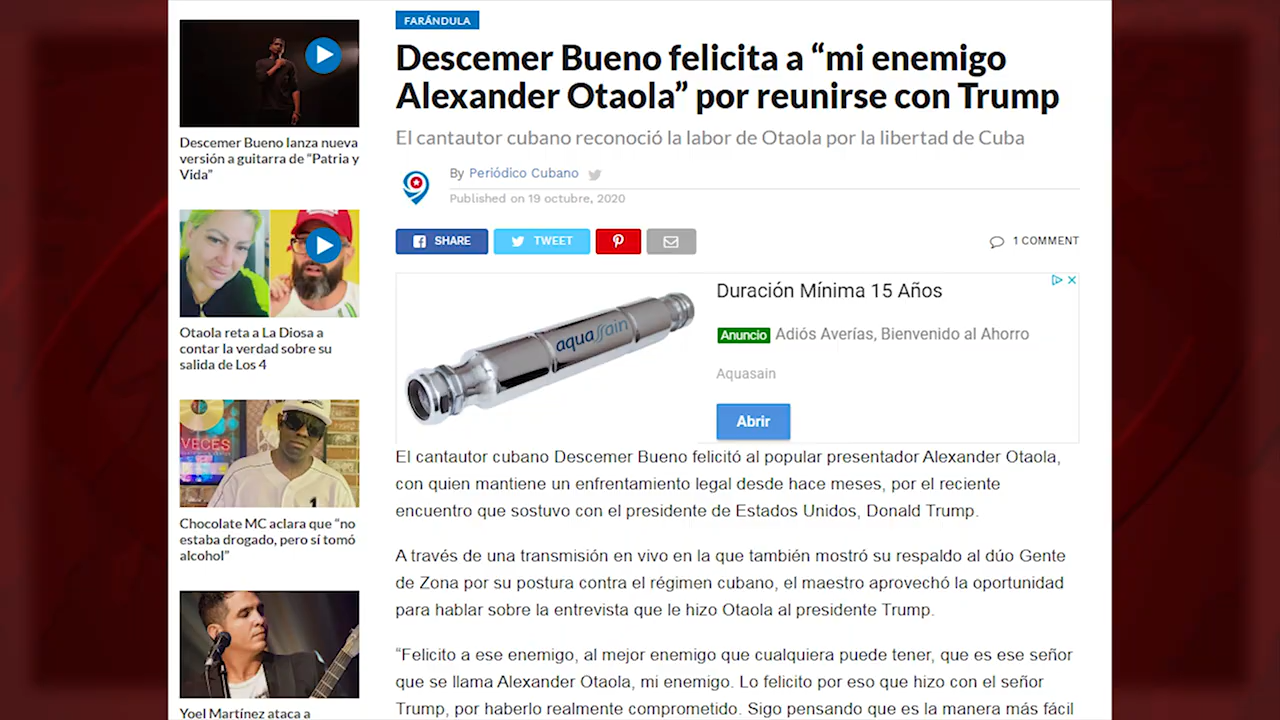 Descemer Bueno lanza nueva
versión a guitarra de "Patria y
Vida"
Otaola reta a La Diosa a
contar la verdad sobre su
salida de Los 4
VECES
1
Chocolate MC aclara que “no
estaba drogado, pero sí tomó
alcohol”
Yoel Martínez ataca a
FARÁNDULA
Descemer Bueno felicita a “mi enemigo
Alexander Otaola” por reunirse con Trump
El cantautor cubano reconoció la labor de Otaola por la libertad de Cuba
By Periódico Cubano
Published on 19 octubre, 2020
SHARE
TWEET
1 COMMENT
aquasain
Duración Mínima 15 Años
Anuncio Adiós Averías, Bienvenido al Ahorro
Aquasain
Abrir
El cantautor cubano Descemer Bueno felicitó al popular presentador Alexander Otaola,
con quien mantiene un enfrentamiento legal desde hace meses, por el reciente
encuentro que sostuvo con el presidente de Estados Unidos, Donald Trump.
A través de una transmisión en vivo en la que también mostró su respaldo al dúo Gente
de Zona por su postura contra el régimen cubano, el maestro aprovechó la oportunidad
para hablar sobre la entrevista que le hizo Otaola al presidente Trump.
“Felicito a ese enemigo, al mejor enemigo que cualquiera puede tener, que es ese señor
que se llama Alexander Otaola, mi enemigo. Lo felicito por eso que hizo con el señor
Trump, por haberlo realmente comprometido. Sigo pensando que es la manera más fácil